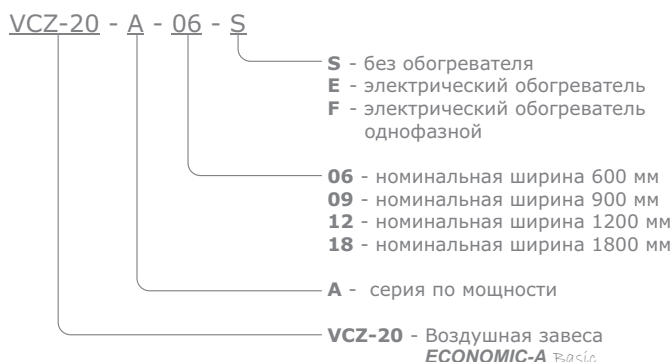 VCZ-20 - A - 06 - S
S - без обогревателя
E - электрический обогреватель
F - электрический обогреватель
однофазной
06 - номинальная ширина 600 мм
09 - номинальная ширина 900 мм
12 - номинальная ширина 1200 мм
18 - номинальная ширина 1800 мм
A - серия по мощности
VCZ-20 - Воздушная завеса
ECONOMIC-A Basic